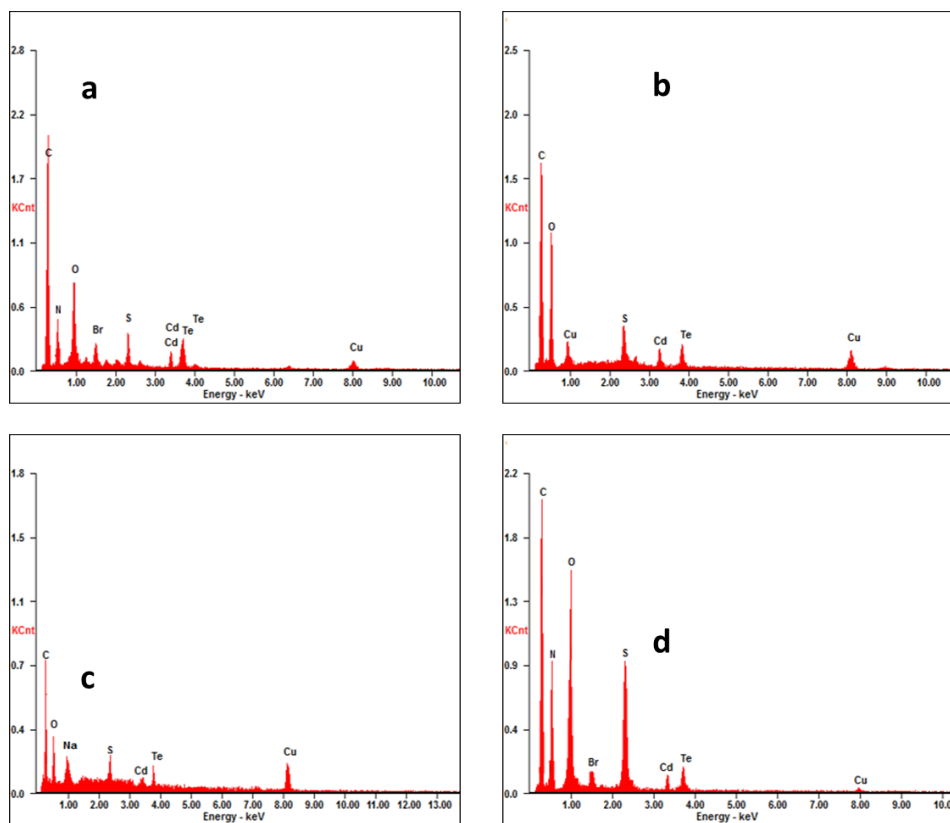 a
2.8
2.2
1.7
KCnt
1.1
0.6
0.0
C
N
O
Br
S
Cd
Cd
Te
Te
Cu
1.00 2.00 3.00 4.00 5.00 6.00 7.00 8.00 9.00 10.00
Energy - keV
b
2.5
2.0
1.5
KCnt
1.0
0.5
0.0
C
O
Cu
S
Cd
Te
Cu
1.00 2.00 3.00 4.00 5.00 6.00 7.00 8.00 9.00 10.00
Energy - keV
c
1.8
1.5
1.1
KCnt
0.7
0.4
0.0
C
O
Na
S
Cd
Te
Cu
1.00 2.00 3.00 4.00 5.00 6.00 7.00 8.00 9.00 10.00 11.00 12.00 13.00
Energy - keV
d
2.2
1.8
1.3
KCnt
0.9
0.4
0.0
C
N
O
Br
S
Cd
Te
Cu
1.00 2.00 3.00 4.00 5.00 6.00 7.00 8.00 9.00 10.0
Energy - keV